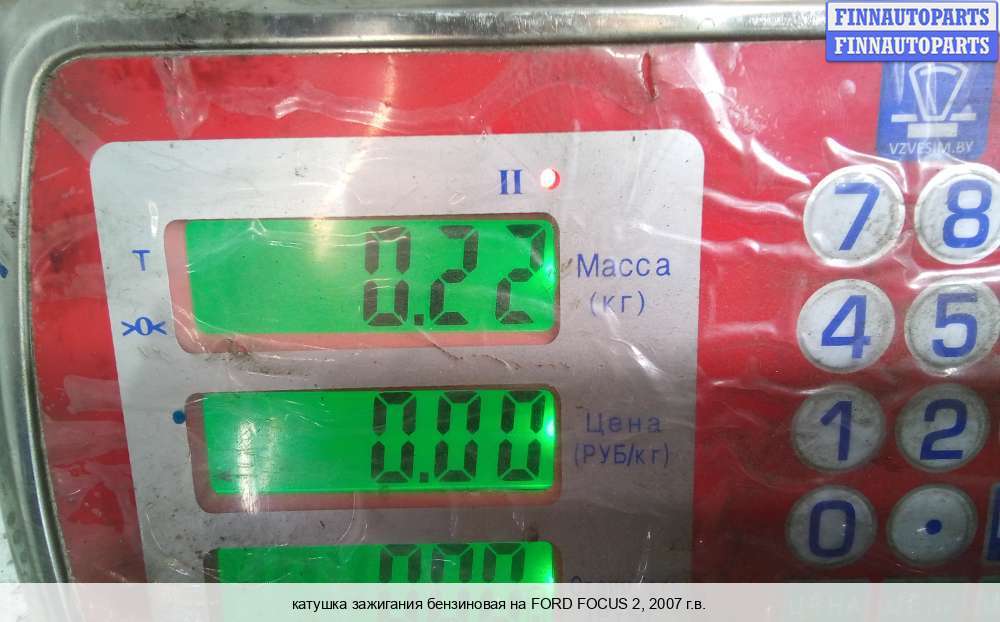 FINNAUTOPARTS
FINNAUTOPARTS
VZVESIM.BY
II
7 8
T
0.22
Масса
(кг)
>0<
4 5
0.00
Цена
(РУБ/кг)
1 2
0 •
0.00
катушка зажигания бензиновая на FORD FOCUS 2, 2007 г.в.